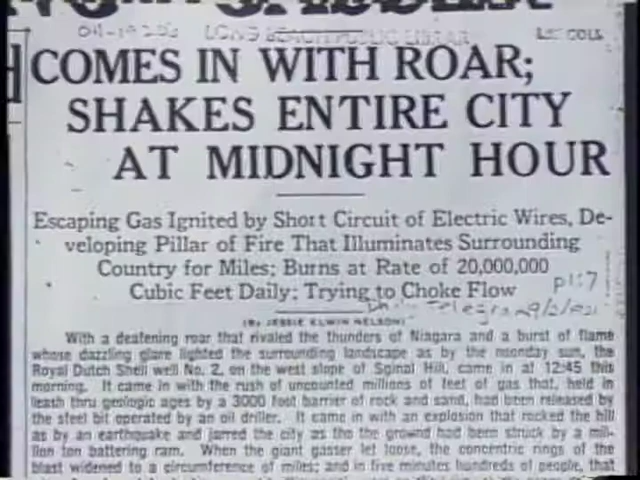 LONG BEACH PUBLIC LIBRARY
COMES IN WITH ROAR;
SHAKES ENTIRE CITY
AT MIDNIGHT HOUR
Escaping Gas Ignited by Short Circuit of Electric Wires, De-
veloping Pillar of Fire That Illuminates Surrounding
Country for Miles; Burns at Rate of 20,000,000
Cubic Feet Daily; Trying to Choke Flow
p1:7
(By JESSIE ELWIN NELSON)
With a deafening roar that rivaled the thunders of Niagara and a burst of flame
whose dazzling glare lighted the surrounding landscape as by the noonday sun, the
Royal Dutch Shell well No. 2, on the west slope of Signal Hill, came in at 12:45 this
morning. It came in with the rush of uncounted millions of feet of gas that, held in
leash thru geologic ages by a 3000 foot barrier of rock and sand, had been released by
the steel bit operated by an oil driller. It came in with an explosion that rocked the hill
as by an earthquake and jarred the city as tho the ground had been struck by a mil-
lion ton battering ram. When the giant gasser let loose, the concentric rings of the
blast widened to a circumference of miles; and in five minutes hundreds of people, that